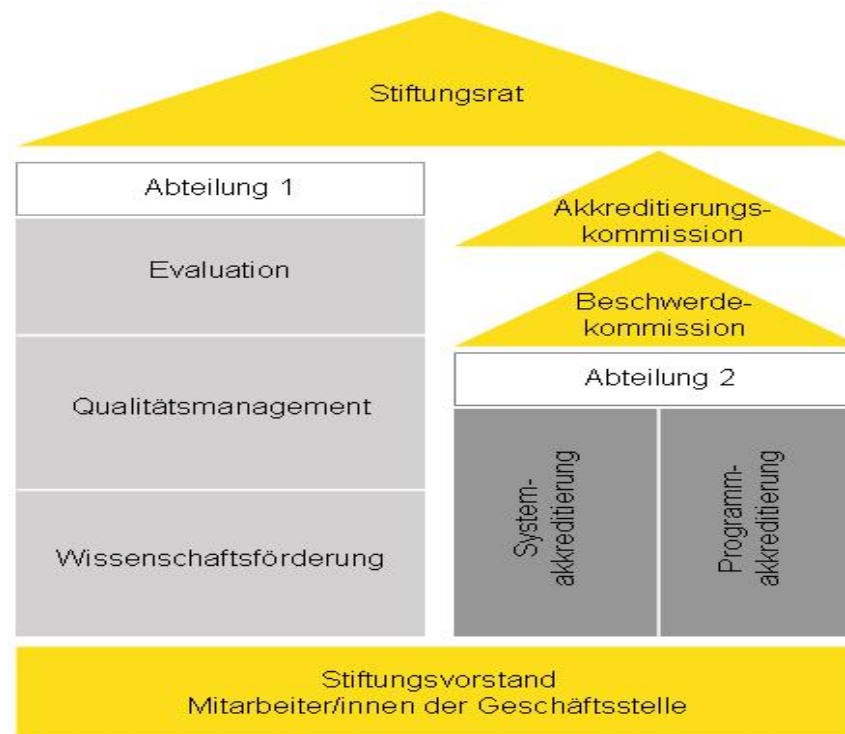 Stiftungsrat
Abteilung 1
Evaluation
Qualitätsmanagement
Wissenschaftsförderung
Akkreditierungs-
kommission
Beschwerde-
kommission
Abteilung 2
System-
akkreditierung
Programm-
akkreditierung
Stiftungsvorstand
Mitarbeiter/innen der Geschäftsstelle